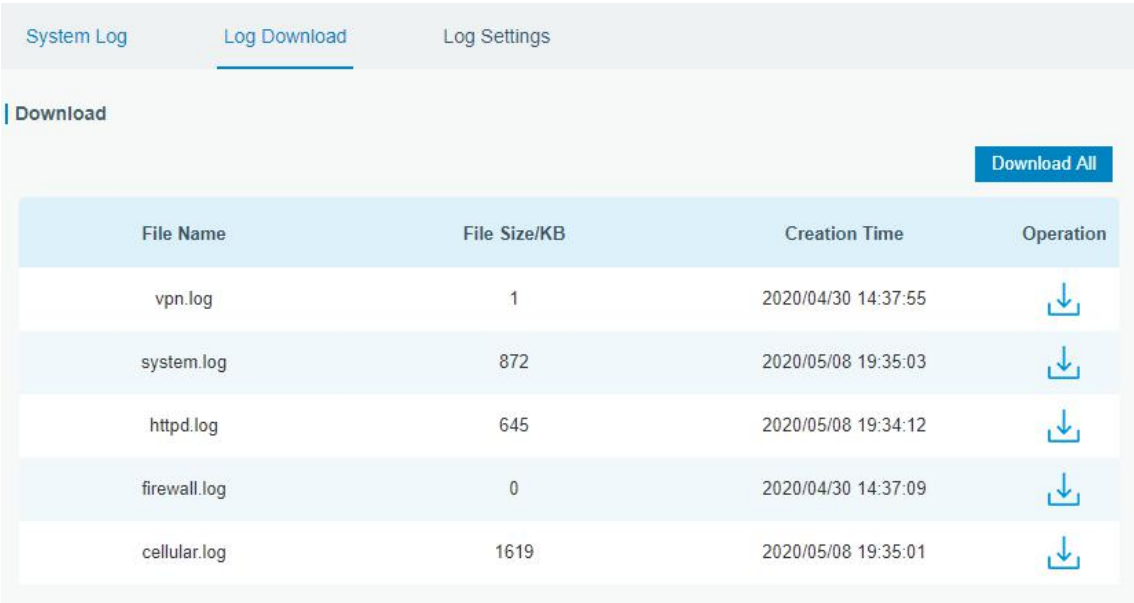 System Log Log Download Log Settings
Download
Download All
File Name File Size/KB Creation Time Operation
vpn.log 1 2020/04/30 14:37:55
system.log 872 2020/05/08 19:35:03
httpd.log 645 2020/05/08 19:34:12
firewall.log 0 2020/04/30 14:37:09
cellular.log 1619 2020/05/08 19:35:01